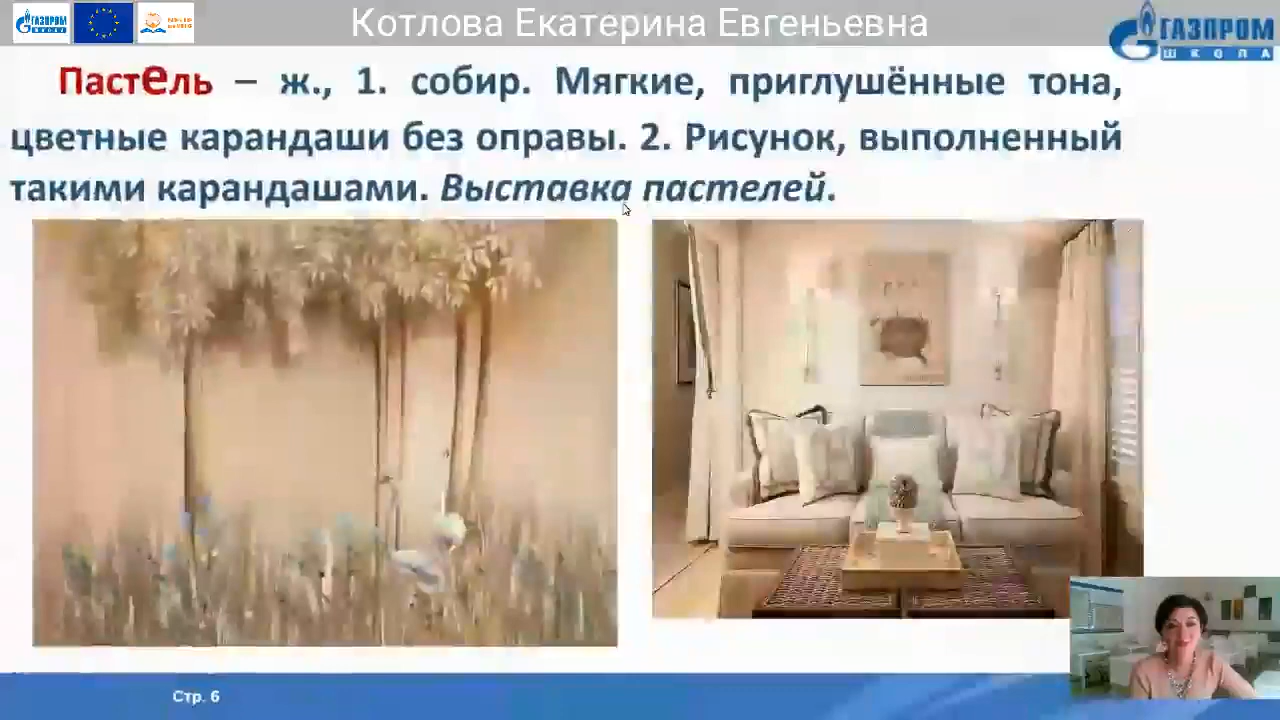 Котлова Екатерина Евгеньевна
ГАЗПРОМ
ШКОЛА
Пастель – ж., 1. собир. Мягкие, приглушённые тона,
цветные карандаши без оправы. 2. Рисунок, выполненный
такими карандашами. Выставка пастелей.
Стр. 6